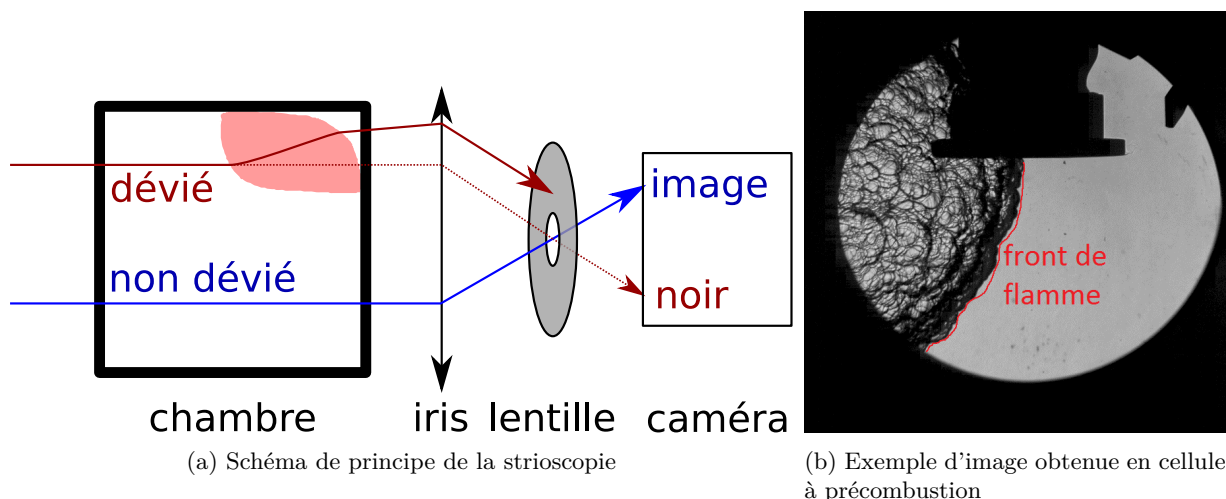 dévié
non dévié
chambre
iris
lentille
caméra
image
noir
(a) Schéma de principe de la strioscopie
front de
flamme
(b) Exemple d'image obtenue en cellule
à précombustion